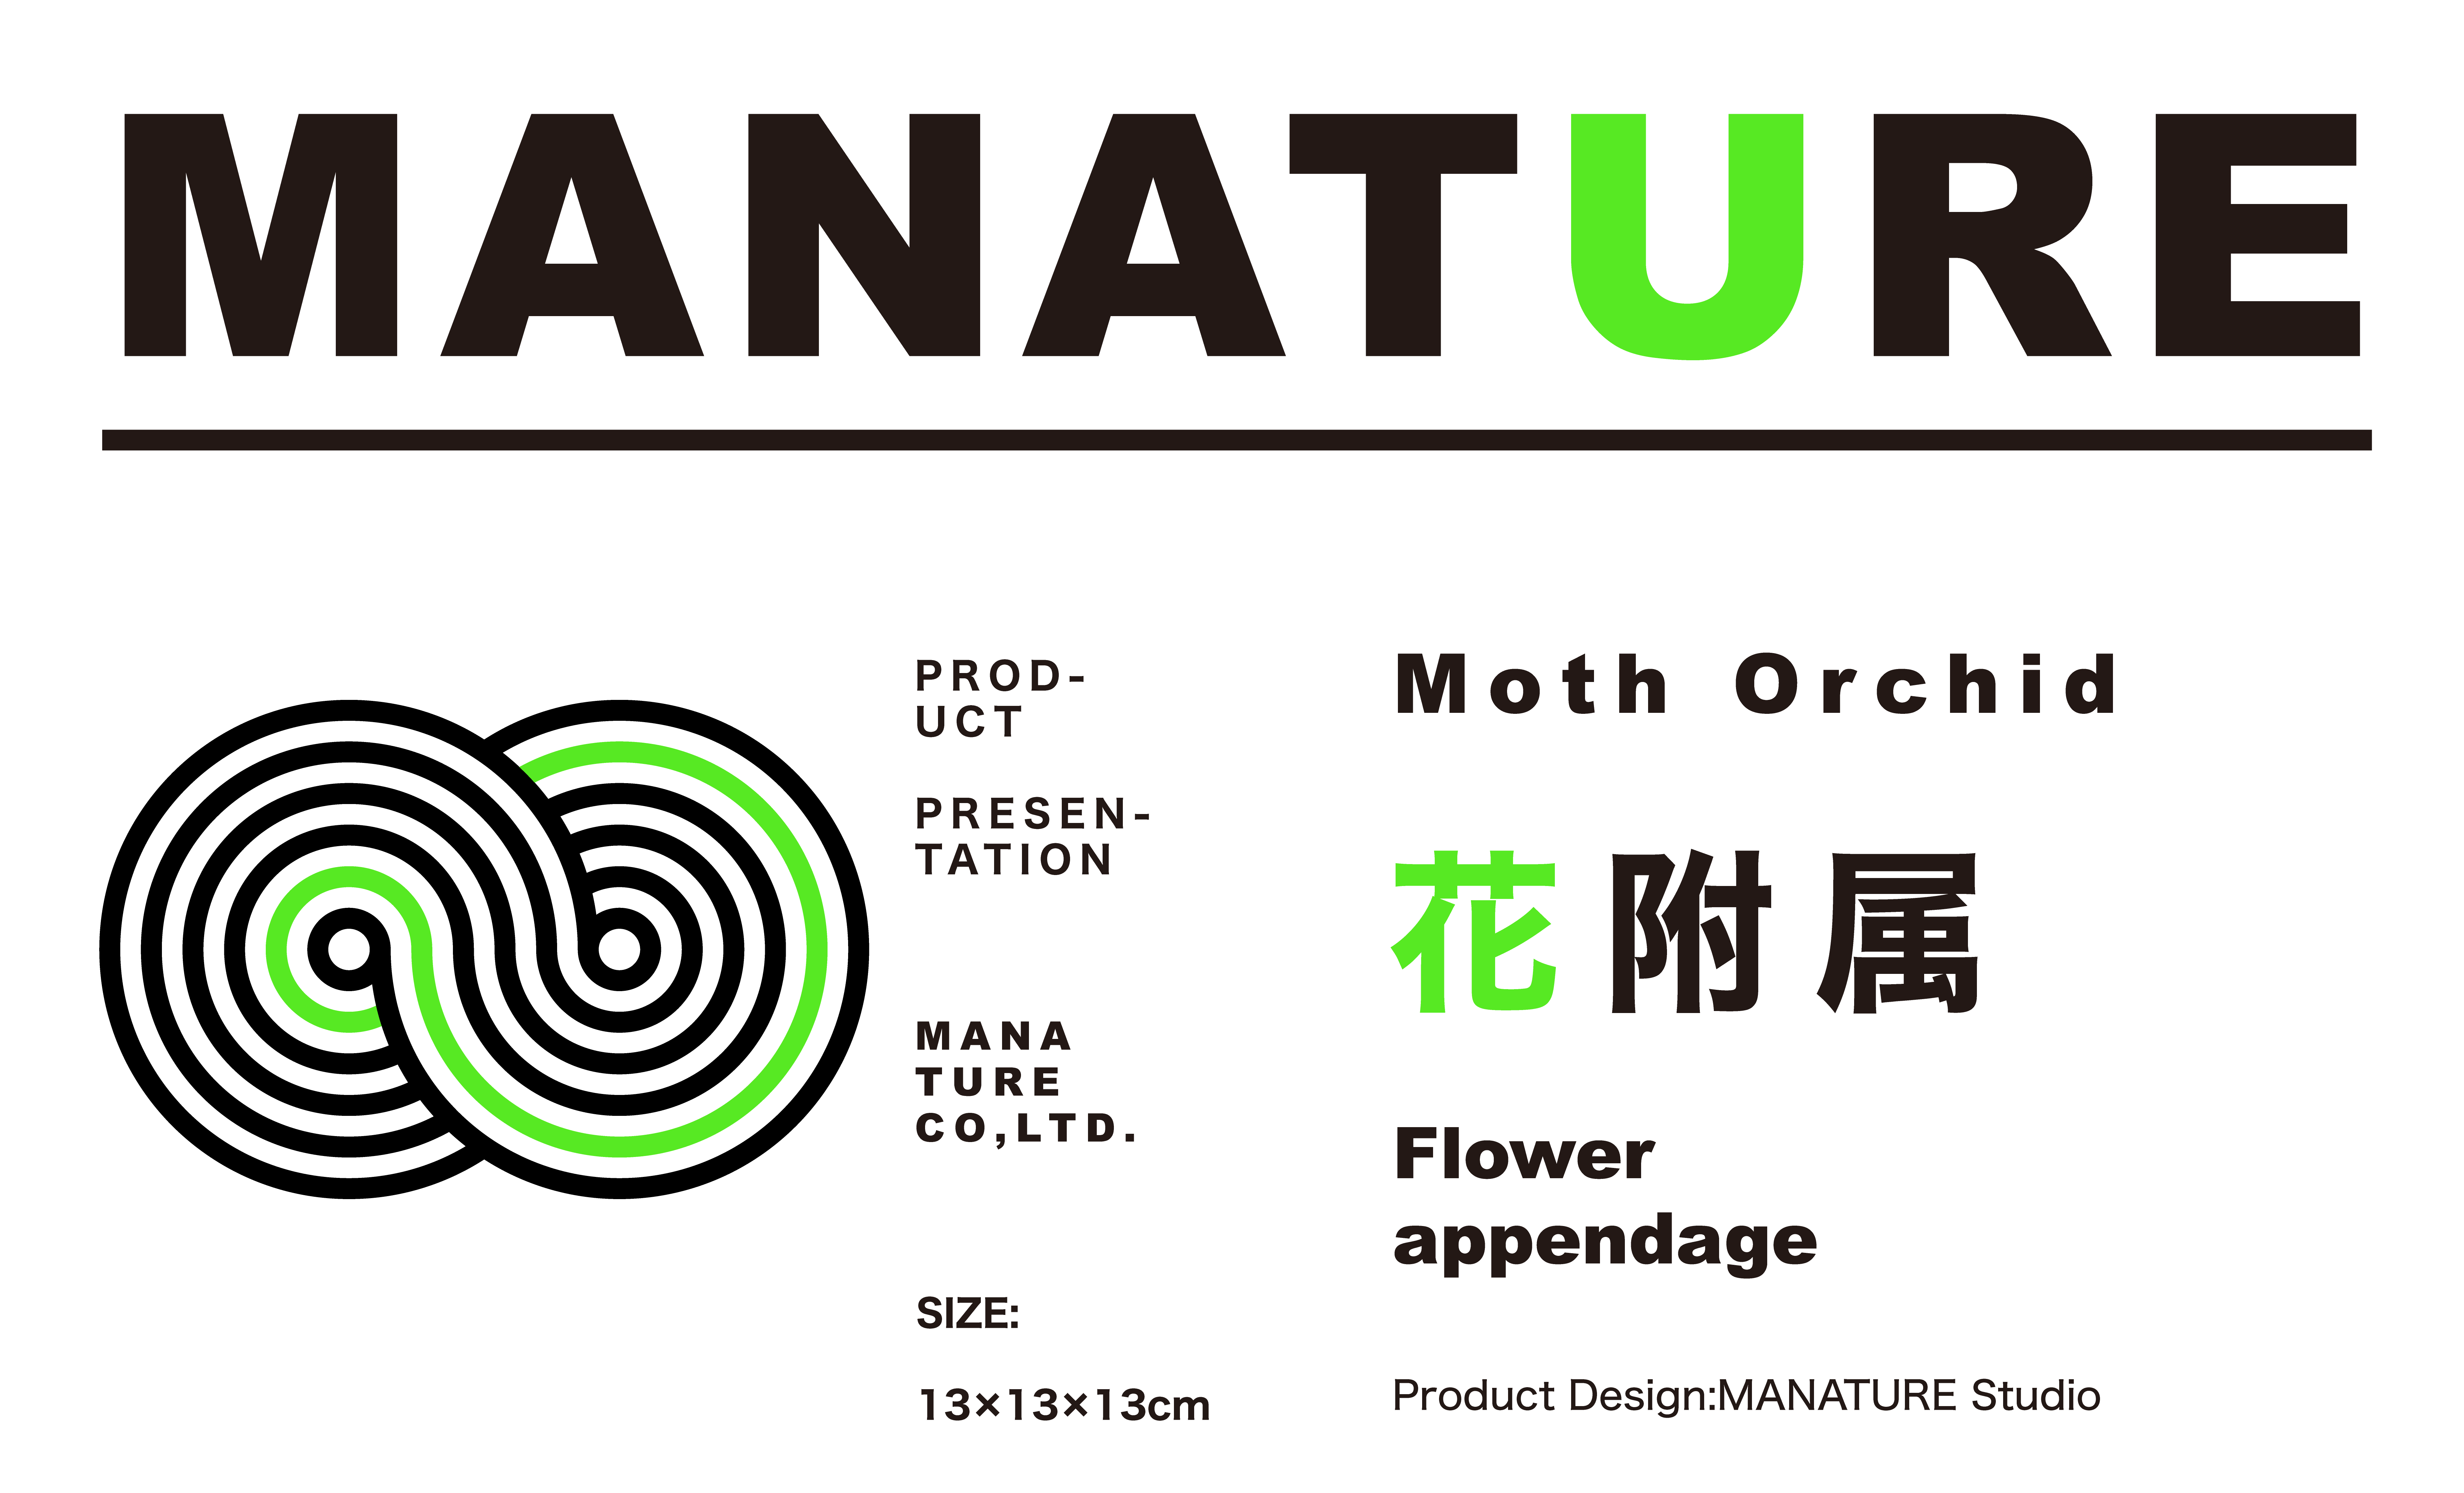 MANATURE
PROD-
UCT
PRESEN-
TATION
MANA
TURE
CO,LTD.
SIZE:
13×13×13cm
Moth Orchid
花附属
Flower
appendage
Product Design:MANATURE Studio